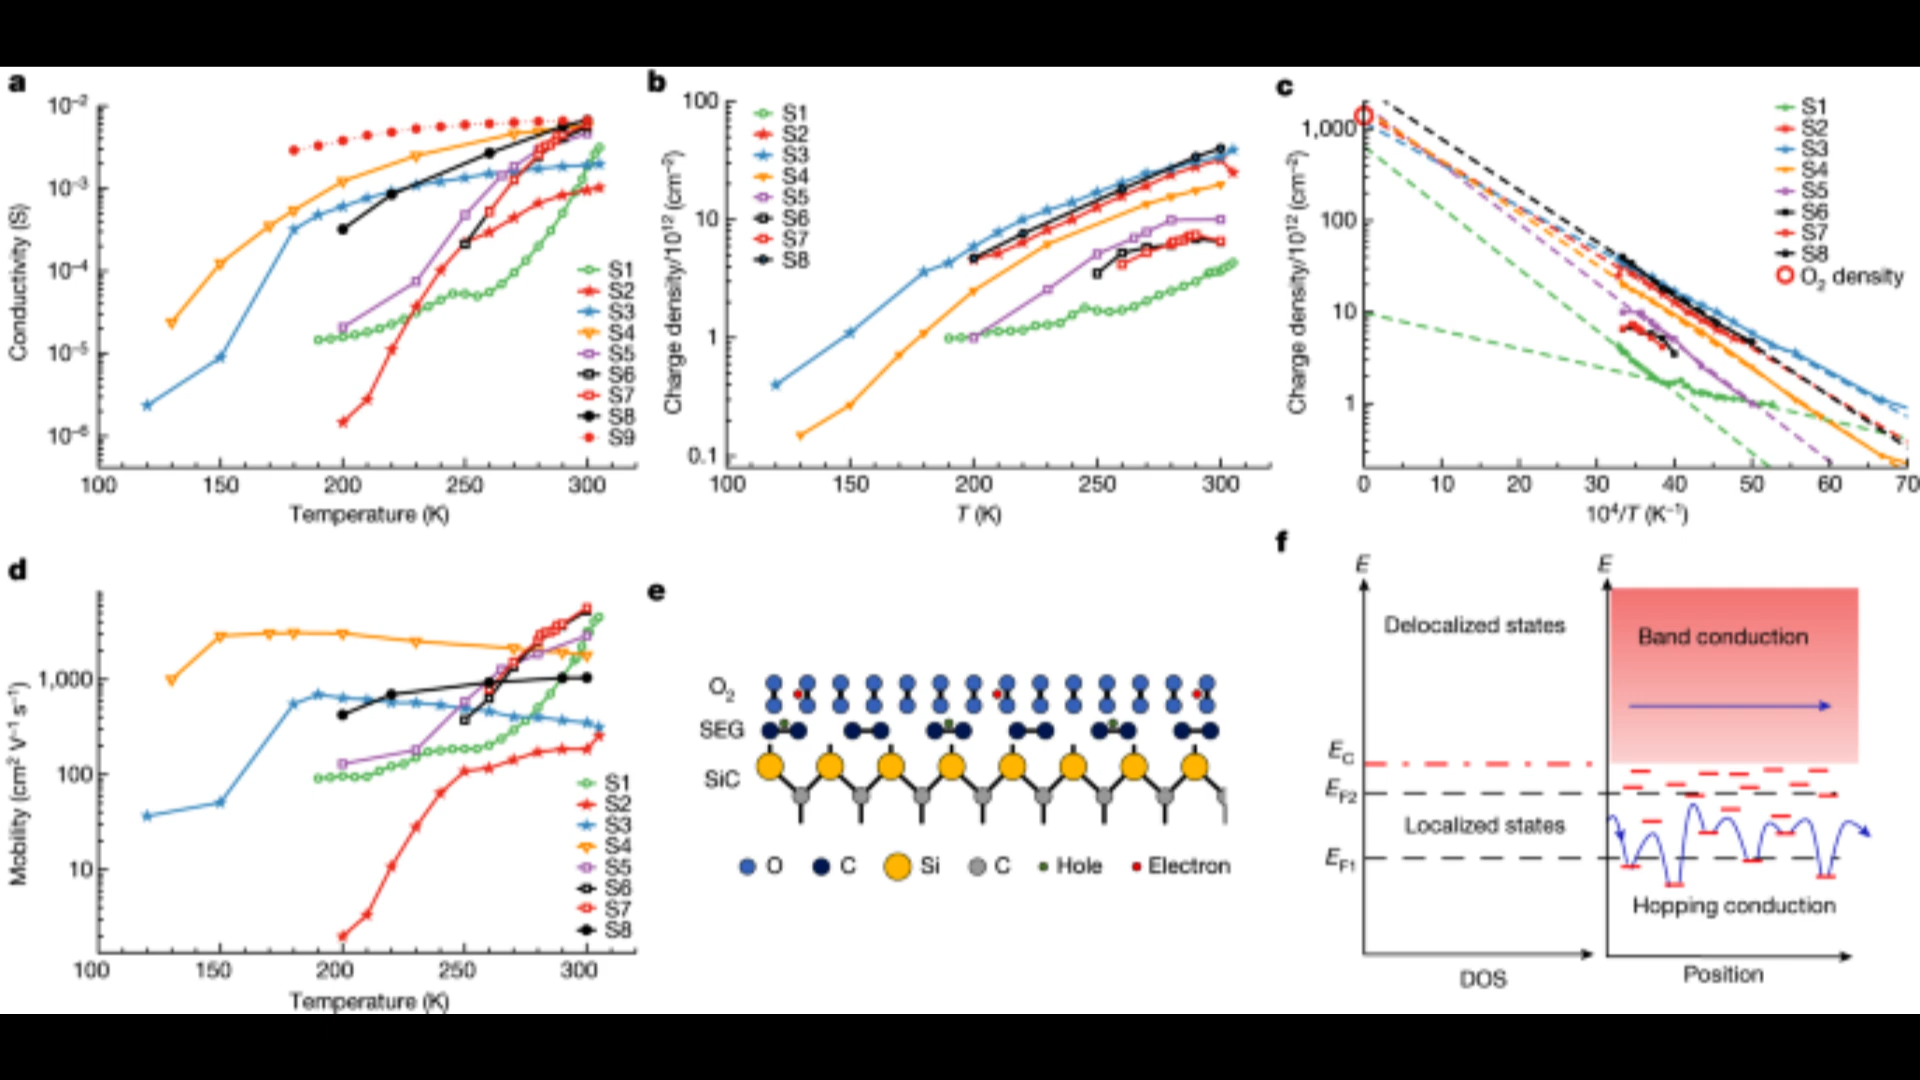 a
10⁻²
10⁻³
10⁻⁴
10⁻⁵
10⁻⁶
Conductivity (S)
100 150 200 250 300
Temperature (K)
S1
S2
S3
S4
S5
S6
S7
S8
S9
b
100
10
1
0.1
Charge density/10¹² (cm⁻²)
100 150 200 250 300
T (K)
S1
S2
S3
S4
S5
S6
S7
S8
c
1,000
100
10
1
Charge density/10¹² (cm⁻²)
0 10 20 30 40 50 60 70
10⁴/T (K⁻¹)
S1
S2
S3
S4
S5
S6
S7
S8
O₂ density
d
1,000
100
10
Mobility (cm² V⁻¹ s⁻¹)
100 150 200 250 300
Temperature (K)
S1
S2
S3
S4
S5
S6
S7
S8
e
O₂
SEG
SiC
O C Si C Hole Electron
f
E E
Delocalized states
Band conduction
E_C
E_F2
Localized states
E_F1
Hopping conduction
DOS
Position